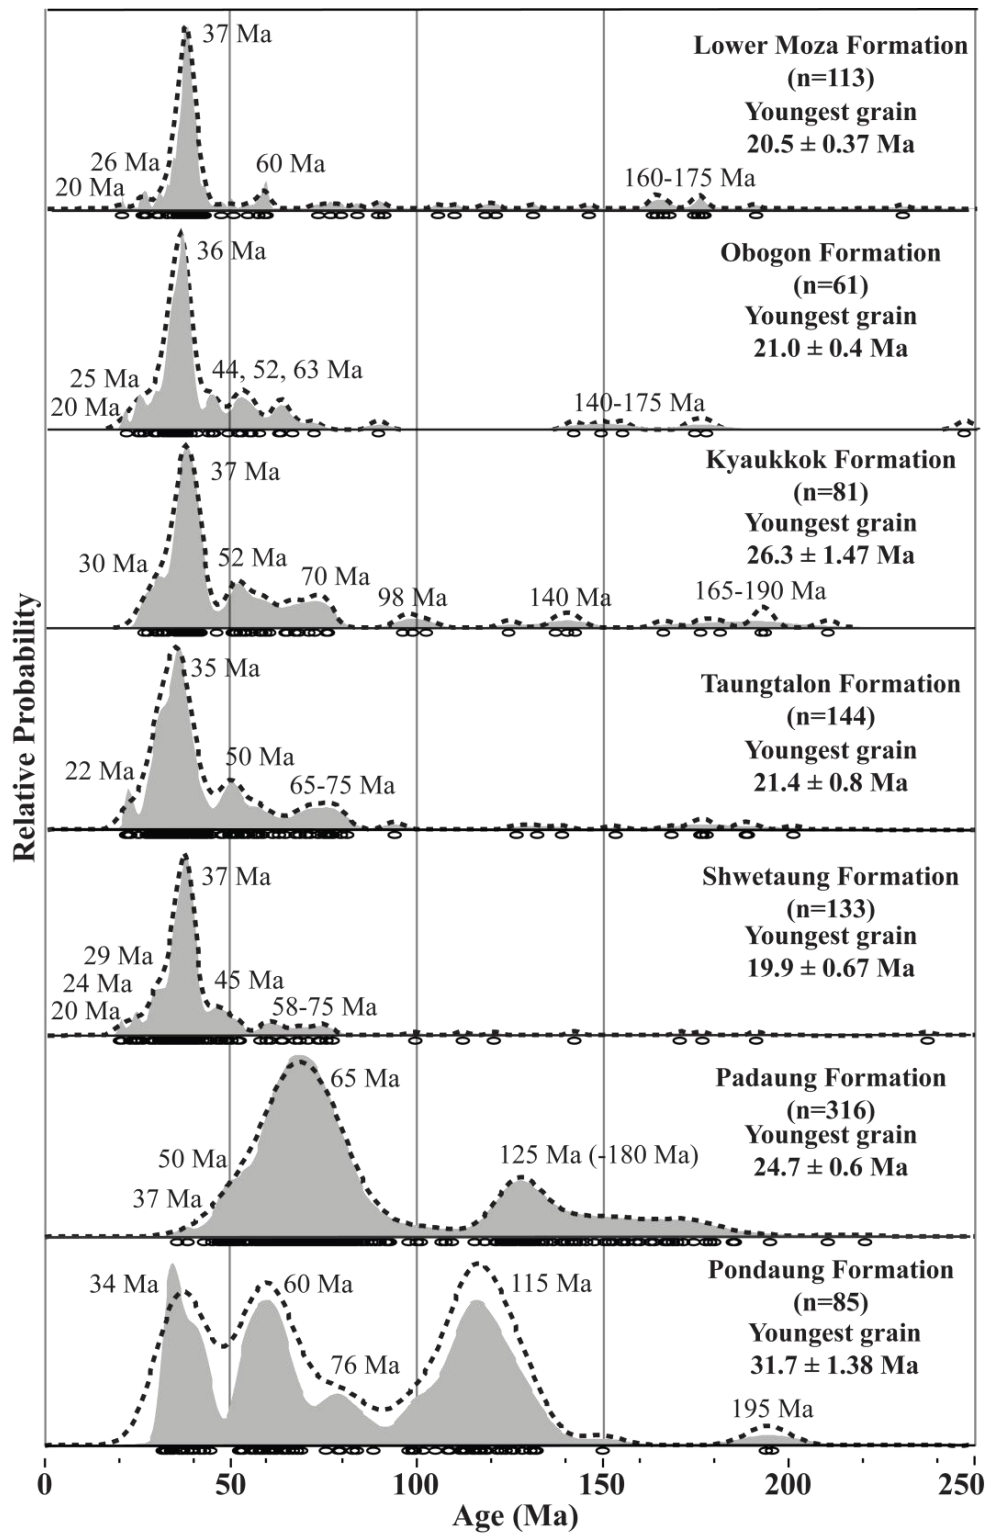 37 Ma
26 Ma
20 Ma
60 Ma
160-175 Ma
Lower Moza Formation
(n=113)
Youngest grain
20.5 ± 0.37 Ma
36 Ma
25 Ma
20 Ma
44, 52, 63 Ma
140-175 Ma
Obogon Formation
(n=61)
Youngest grain
21.0 ± 0.4 Ma
37 Ma
30 Ma
52 Ma
70 Ma
98 Ma
140 Ma
165-190 Ma
Kyaukkok Formation
(n=81)
Youngest grain
26.3 ± 1.47 Ma
35 Ma
22 Ma
50 Ma
65-75 Ma
Taungtalon Formation
(n=144)
Youngest grain
21.4 ± 0.8 Ma
37 Ma
29 Ma
24 Ma
20 Ma
45 Ma
58-75 Ma
Shwetaung Formation
(n=133)
Youngest grain
19.9 ± 0.67 Ma
65 Ma
50 Ma
37 Ma
125 Ma (-180 Ma)
Padaung Formation
(n=316)
Youngest grain
24.7 ± 0.6 Ma
34 Ma
60 Ma
76 Ma
115 Ma
195 Ma
Pondaung Formation
(n=85)
Youngest grain
31.7 ± 1.38 Ma
Relative Probability
0 50 100 150 200 250
Age (Ma)